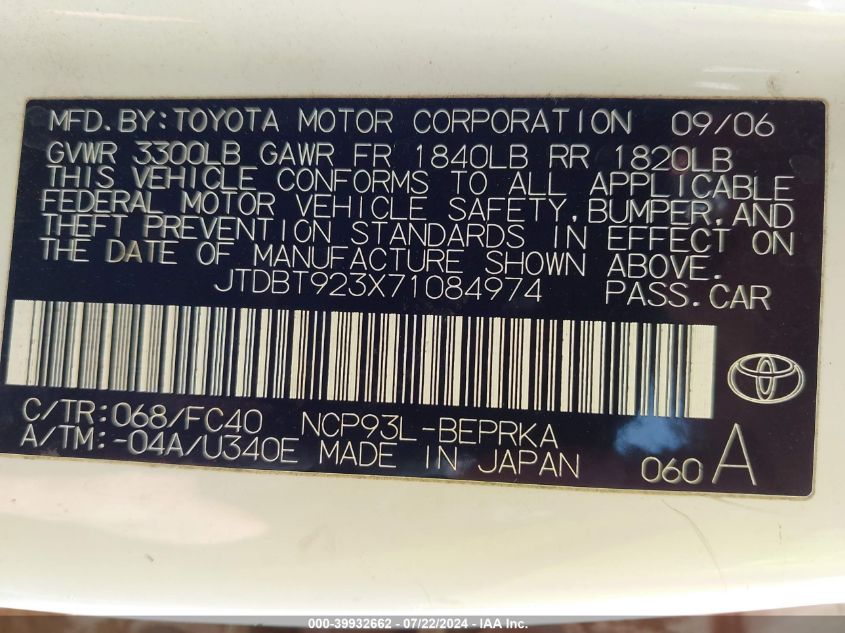 MFD.BY:TOYOTA MOTOR CORPORATION 09/06
GVWR 3300LB GAWR FR 1840LB RR 1820LB
THIS VEHICLE CONFORMS TO ALL APPLICABLE
FEDERAL MOTOR VEHICLE SAFETY,BUMPER,AND
THEFT PREVENTION STANDARDS IN EFFECT ON
THE DATE OF MANUFACTURE SHOWN ABOVE.
JTDBT923X71084974 PASS.CAR
C/TR:068/FC40 NCP93L-BEPRKA
A/TM:-04A/U340E MADE IN JAPAN 060 A
000-39932662 - 07/22/2024 - IAA Inc.